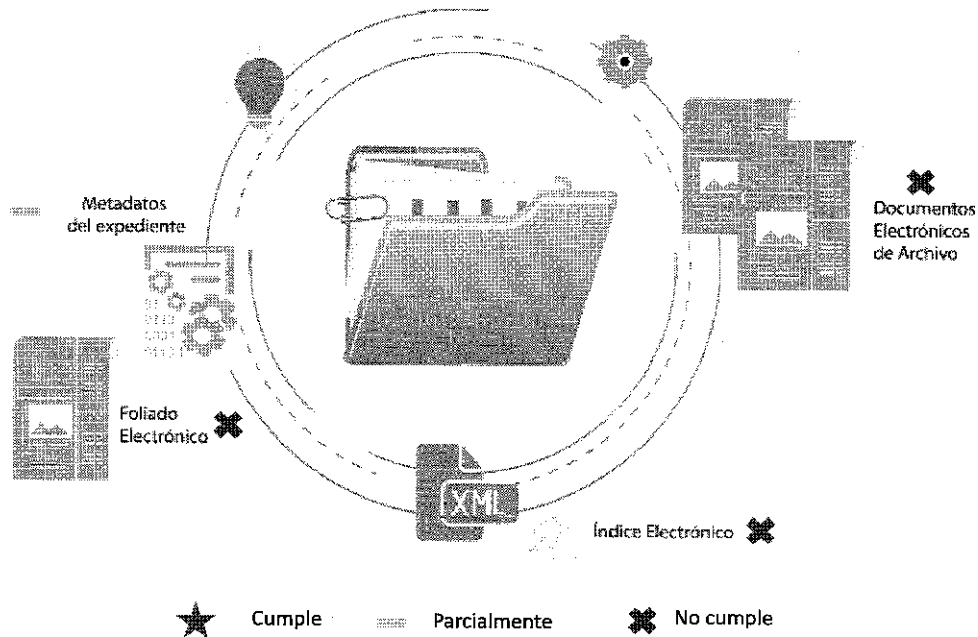 Metadatos
del expediente
Documentos
Electrónicos
de Archivo
Foliado
Electrónico
XML
Índice Electrónico
Cumple
Parcialmente
No cumple